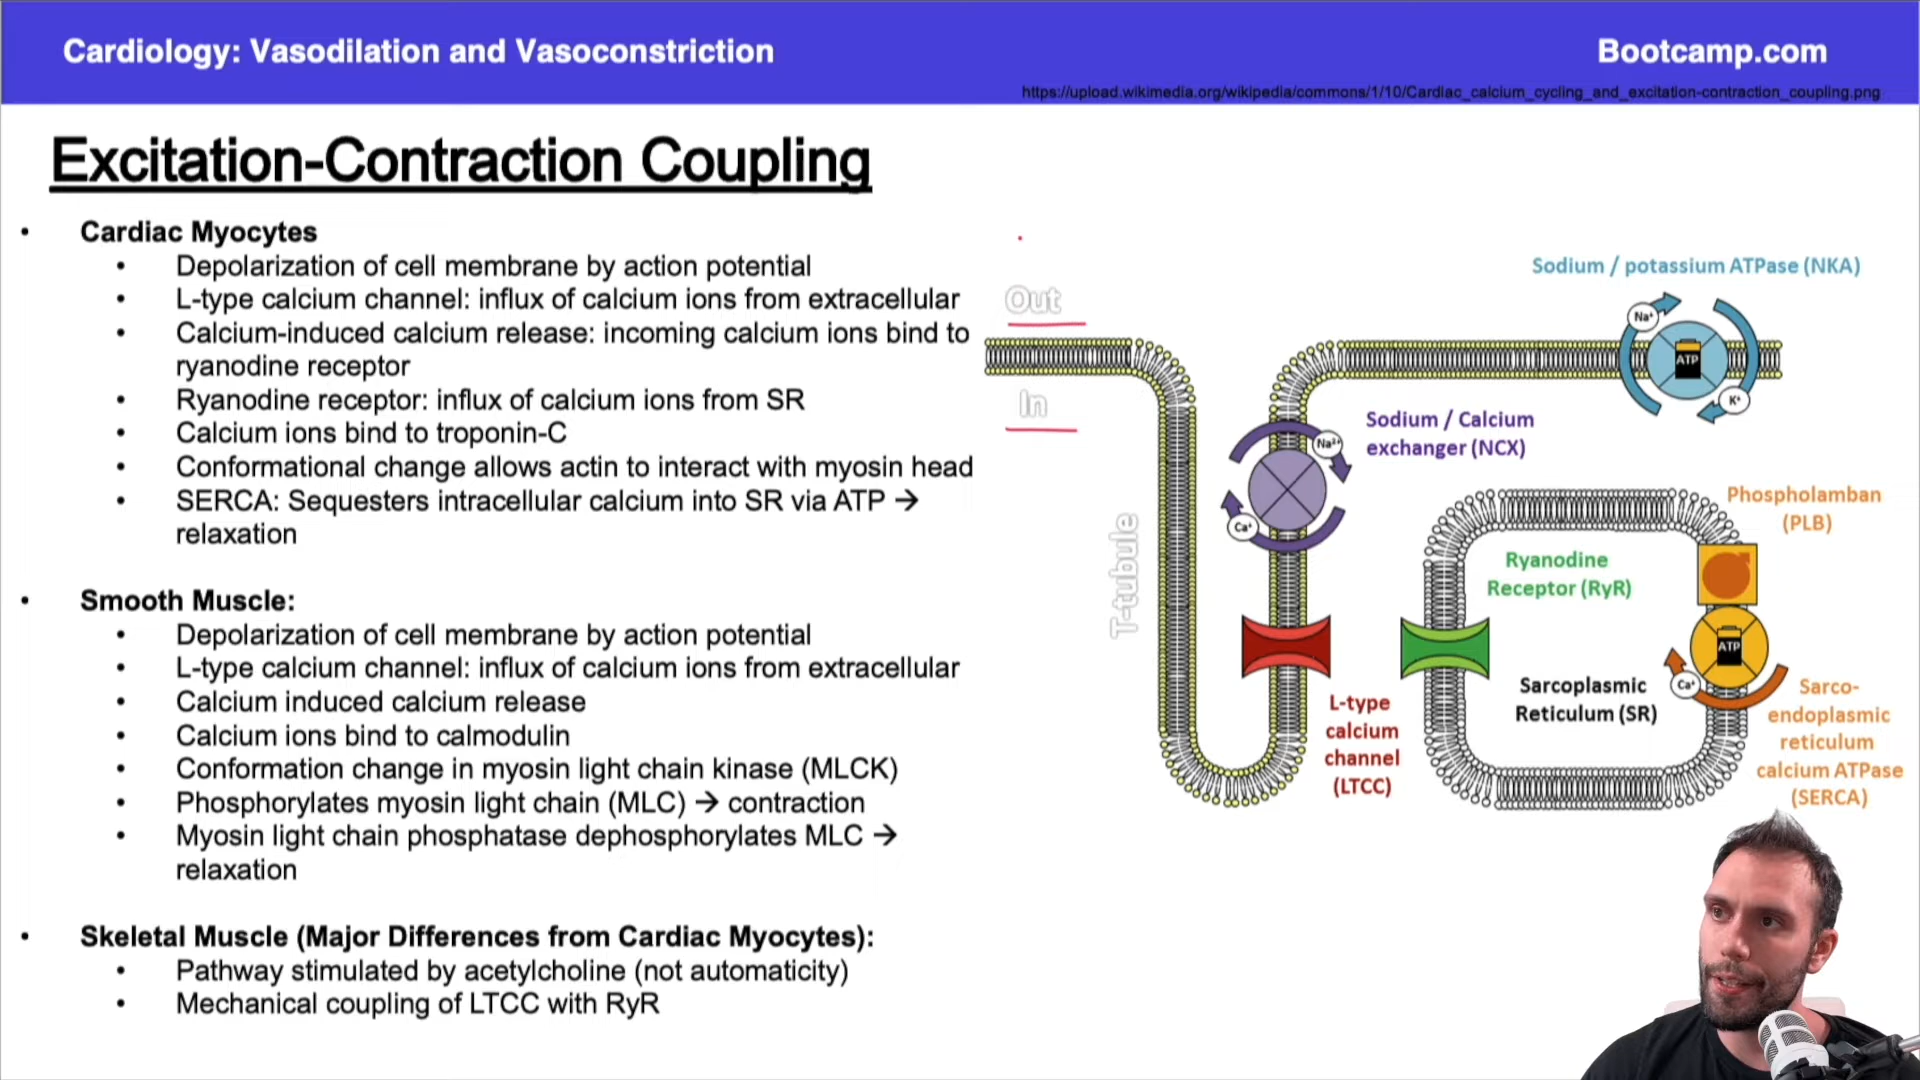 Cardiology: Vasodilation and Vasoconstriction
Bootcamp.com
https://upload.wikimedia.org/wikipedia/commons/1/10/Cardiac_calcium_cycling_and_excitation-contraction_coupling.png
Excitation-Contraction Coupling
• Cardiac Myocytes
• Depolarization of cell membrane by action potential
• L-type calcium channel: influx of calcium ions from extracellular
• Calcium-induced calcium release: incoming calcium ions bind to
ryanodine receptor
• Ryanodine receptor: influx of calcium ions from SR
• Calcium ions bind to troponin-C
• Conformational change allows actin to interact with myosin head
• SERCA: Sequesters intracellular calcium into SR via ATP →
relaxation
• Smooth Muscle:
• Depolarization of cell membrane by action potential
• L-type calcium channel: influx of calcium ions from extracellular
• Calcium induced calcium release
• Calcium ions bind to calmodulin
• Conformation change in myosin light chain kinase (MLCK)
• Phosphorylates myosin light chain (MLC) → contraction
• Myosin light chain phosphatase dephosphorylates MLC →
relaxation
• Skeletal Muscle (Major Differences from Cardiac Myocytes):
• Pathway stimulated by acetylcholine (not automaticity)
• Mechanical coupling of LTCC with RyR
Out
In
T-tubule
Sodium / potassium ATPase (NKA)
Na⁺
ATP
K⁺
Sodium / Calcium
exchanger (NCX)
Na²⁺
Ca⁺
Phospholamban
(PLB)
Ryanodine
Receptor (RyR)
ATP
Ca⁺
Sarcoplasmic
Reticulum (SR)
L-type
calcium
channel
(LTCC)
Sarco-
endoplasmic
reticulum
calcium ATPase
(SERCA)